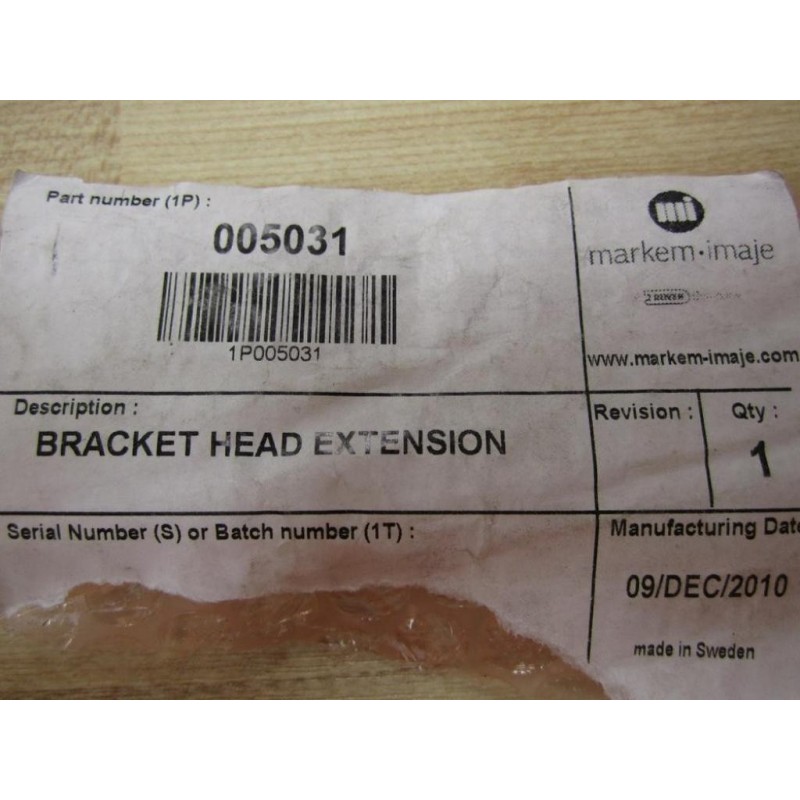 Part number (1P) :
005031
1P005031
markem·imaje
www.markem-imaje.com
Description :
BRACKET HEAD EXTENSION
Revision :
Qty :
1
Serial Number (S) or Batch number (1T) :
Manufacturing Date
09/DEC/2010
made in Sweden